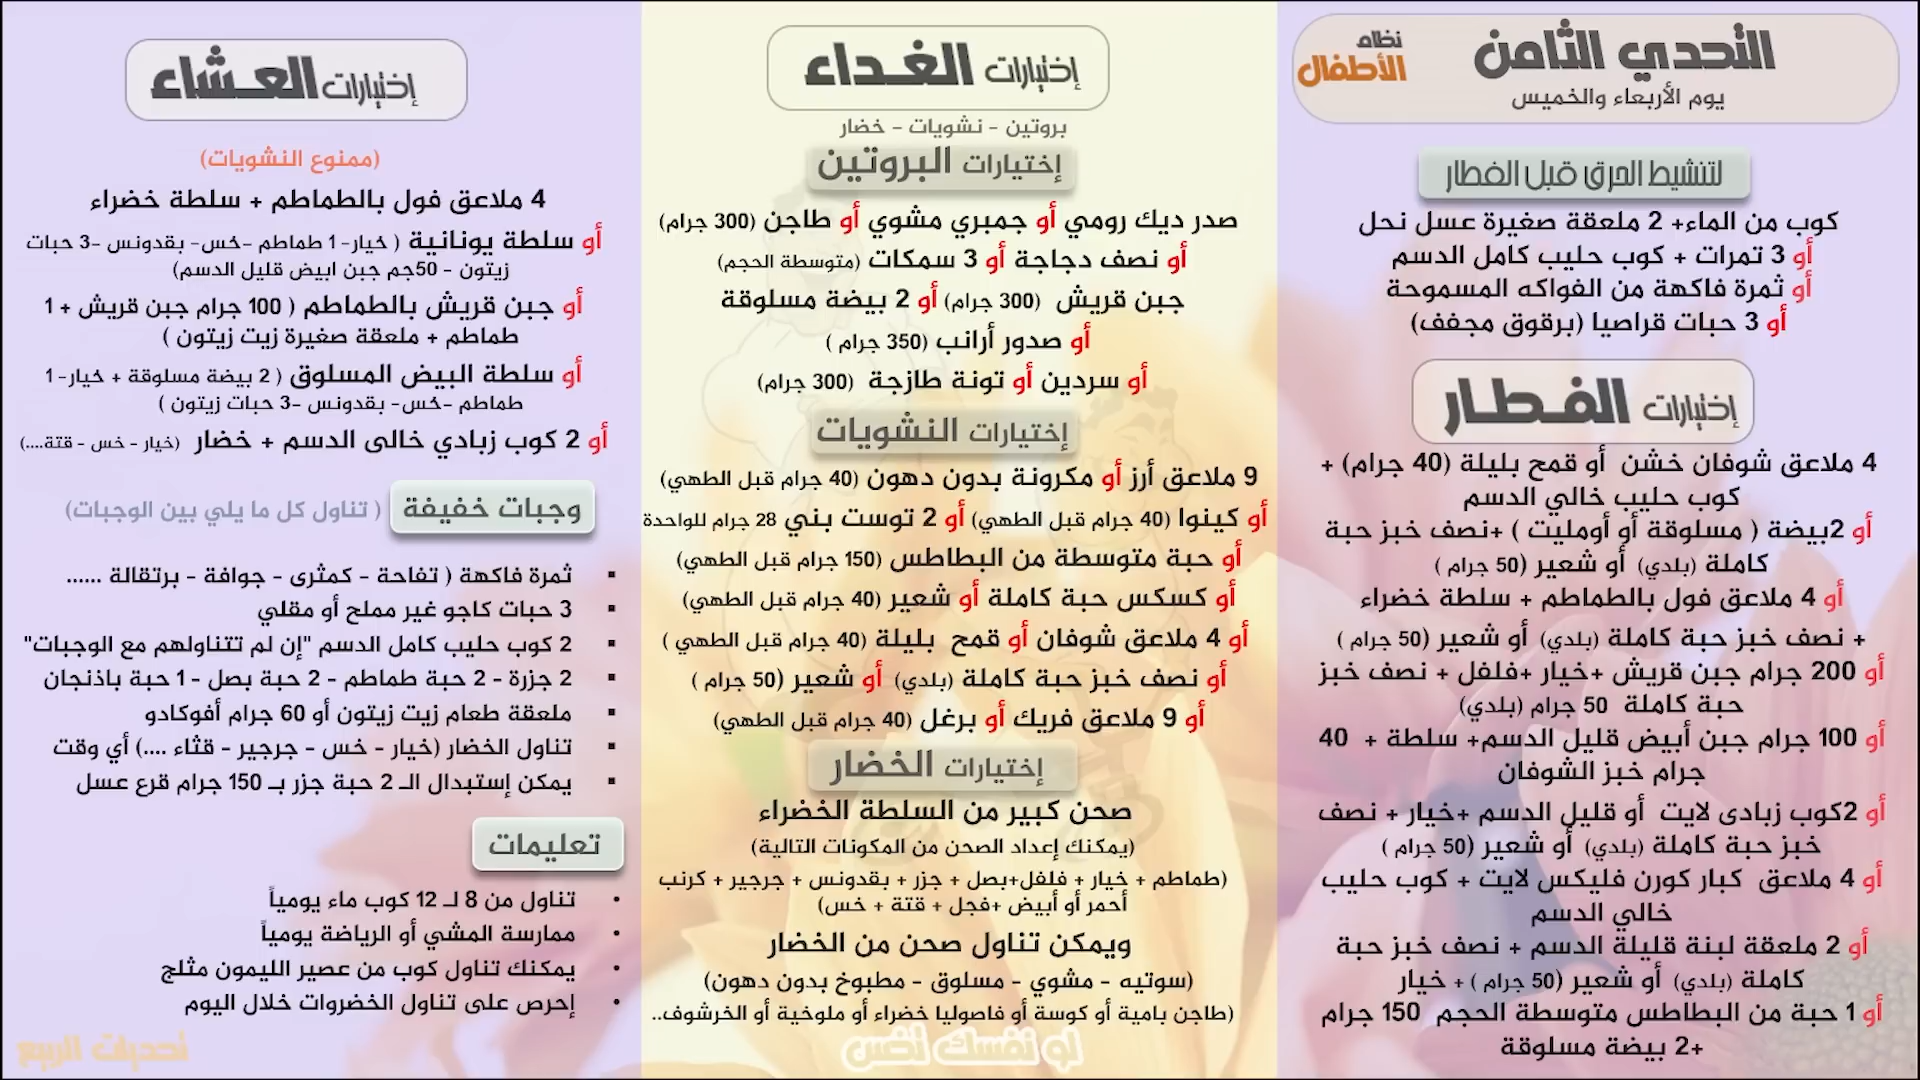 التحدي الثامن
نظام
الأطفال
يوم الأربعاء والخميس
لتنشيط الحرق قبل الفطار
كوب من الماء+ 2 ملعقة صغيرة عسل نحل
أو 3 تمرات + كوب حليب كامل الدسم
أو ثمرة فاكهة من الفواكه المسموحة
أو 3 حبات قراصيا (برقوق مجفف)
إختيارات الفطار
4 ملاعق شوفان خشن أو قمح بليلة (40 جرام) +
كوب حليب خالي الدسم
أو 2بيضة ( مسلوقة أو أومليت ) +نصف خبز حبة
كاملة (بلدي) أو شعير (50 جرام )
أو 4 ملاعق فول بالطماطم + سلطة خضراء
+ نصف خبز حبة كاملة (بلدي) أو شعير (50 جرام )
أو 200 جرام جبن قريش +خيار +فلفل + نصف خبز
حبة كاملة 50 جرام (بلدي)
أو 100 جرام جبن أبيض قليل الدسم+ سلطة + 40
جرام خبز الشوفان
أو 2كوب زبادى لايت أو قليل الدسم +خيار + نصف
خبز حبة كاملة (بلدي) أو شعير (50 جرام )
أو 4 ملاعق كبار كورن فليكس لايت + كوب حليب
خالي الدسم
أو 2 ملعقة لبنة قليلة الدسم + نصف خبز حبة
كاملة (بلدي) أو شعير (50 جرام ) + خيار
أو 1 حبة من البطاطس متوسطة الحجم 150 جرام
+2 بيضة مسلوقة
إختيارات الغداء
بروتين - نشويات - خضار
إختيارات البروتين
صدر ديك رومي أو جمبري مشوي أو طاجن (300 جرام)
أو نصف دجاجة أو 3 سمكات (متوسطة الحجم)
جبن قريش (300 جرام) أو 2 بيضة مسلوقة
أو صدور أرانب (350 جرام )
أو سردين أو تونة طازجة (300 جرام)
إختيارات النشويات
9 ملاعق أرز أو مكرونة بدون دهون (40 جرام قبل الطهي)
أو كينوا (40 جرام قبل الطهي) أو 2 توست بني 28 جرام للواحدة
أو حبة متوسطة من البطاطس (150 جرام قبل الطهي)
أو كسكس حبة كاملة أو شعير (40 جرام قبل الطهي)
أو 4 ملاعق شوفان أو قمح بليلة (40 جرام قبل الطهي )
أو نصف خبز حبة كاملة (بلدي) أو شعير (50 جرام )
أو 9 ملاعق فريك أو برغل (40 جرام قبل الطهي)
إختيارات الخضار
صحن كبير من السلطة الخضراء
(يمكنك إعداد الصحن من المكونات التالية)
(طماطم + خيار + فلفل+بصل + جزر + بقدونس + جرجير + كرنب
أحمر أو أبيض +فجل + قتة + خس)
ويمكن تناول صحن من الخضار
(سوتيه - مشوي - مسلوق - مطبوخ بدون دهون)
(طاجن بامية أو كوسة أو فاصوليا خضراء أو ملوخية أو الخرشوف..
لو نفسك تخس
إختيارات العشاء
(ممنوع النشويات)
4 ملاعق فول بالطماطم + سلطة خضراء
أو سلطة يونانية ( خيار- 1 طماطم -خس- بقدونس -3 حبات
زيتون - 50جم جبن ابيض قليل الدسم)
أو جبن قريش بالطماطم ( 100 جرام جبن قريش + 1
طماطم + ملعقة صغيرة زيت زيتون )
أو سلطة البيض المسلوق ( 2 بيضة مسلوقة + خيار- 1
طماطم -خس- بقدونس -3 حبات زيتون )
أو 2 كوب زبادي خالى الدسم + خضار (خيار - خس - قتة....)
وجبات خفيفة ( تناول كل ما يلي بين الوجبات)
▪ ثمرة فاكهة ( تفاحة - كمثرى - جوافة - برتقالة ......
▪ 3 حبات كاجو غير مملح أو مقلي
▪ 2 كوب حليب كامل الدسم "إن لم تتناولهم مع الوجبات"
▪ 2 جزرة - 2 حبة طماطم - 2 حبة بصل - 1 حبة باذنجان
▪ ملعقة طعام زيت زيتون أو 60 جرام أفوكادو
▪ تناول الخضار (خيار - خس - جرجير - قثاء ....) أي وقت
▪ يمكن إستبدال الـ 2 حبة جزر بـ 150 جرام قرع عسل
تعليمات
• تناول من 8 لـ 12 كوب ماء يومياً
• ممارسة المشي أو الرياضة يومياً
• يمكنك تناول كوب من عصير الليمون مثلج
• إحرص على تناول الخضروات خلال اليوم
تحديات الربيع